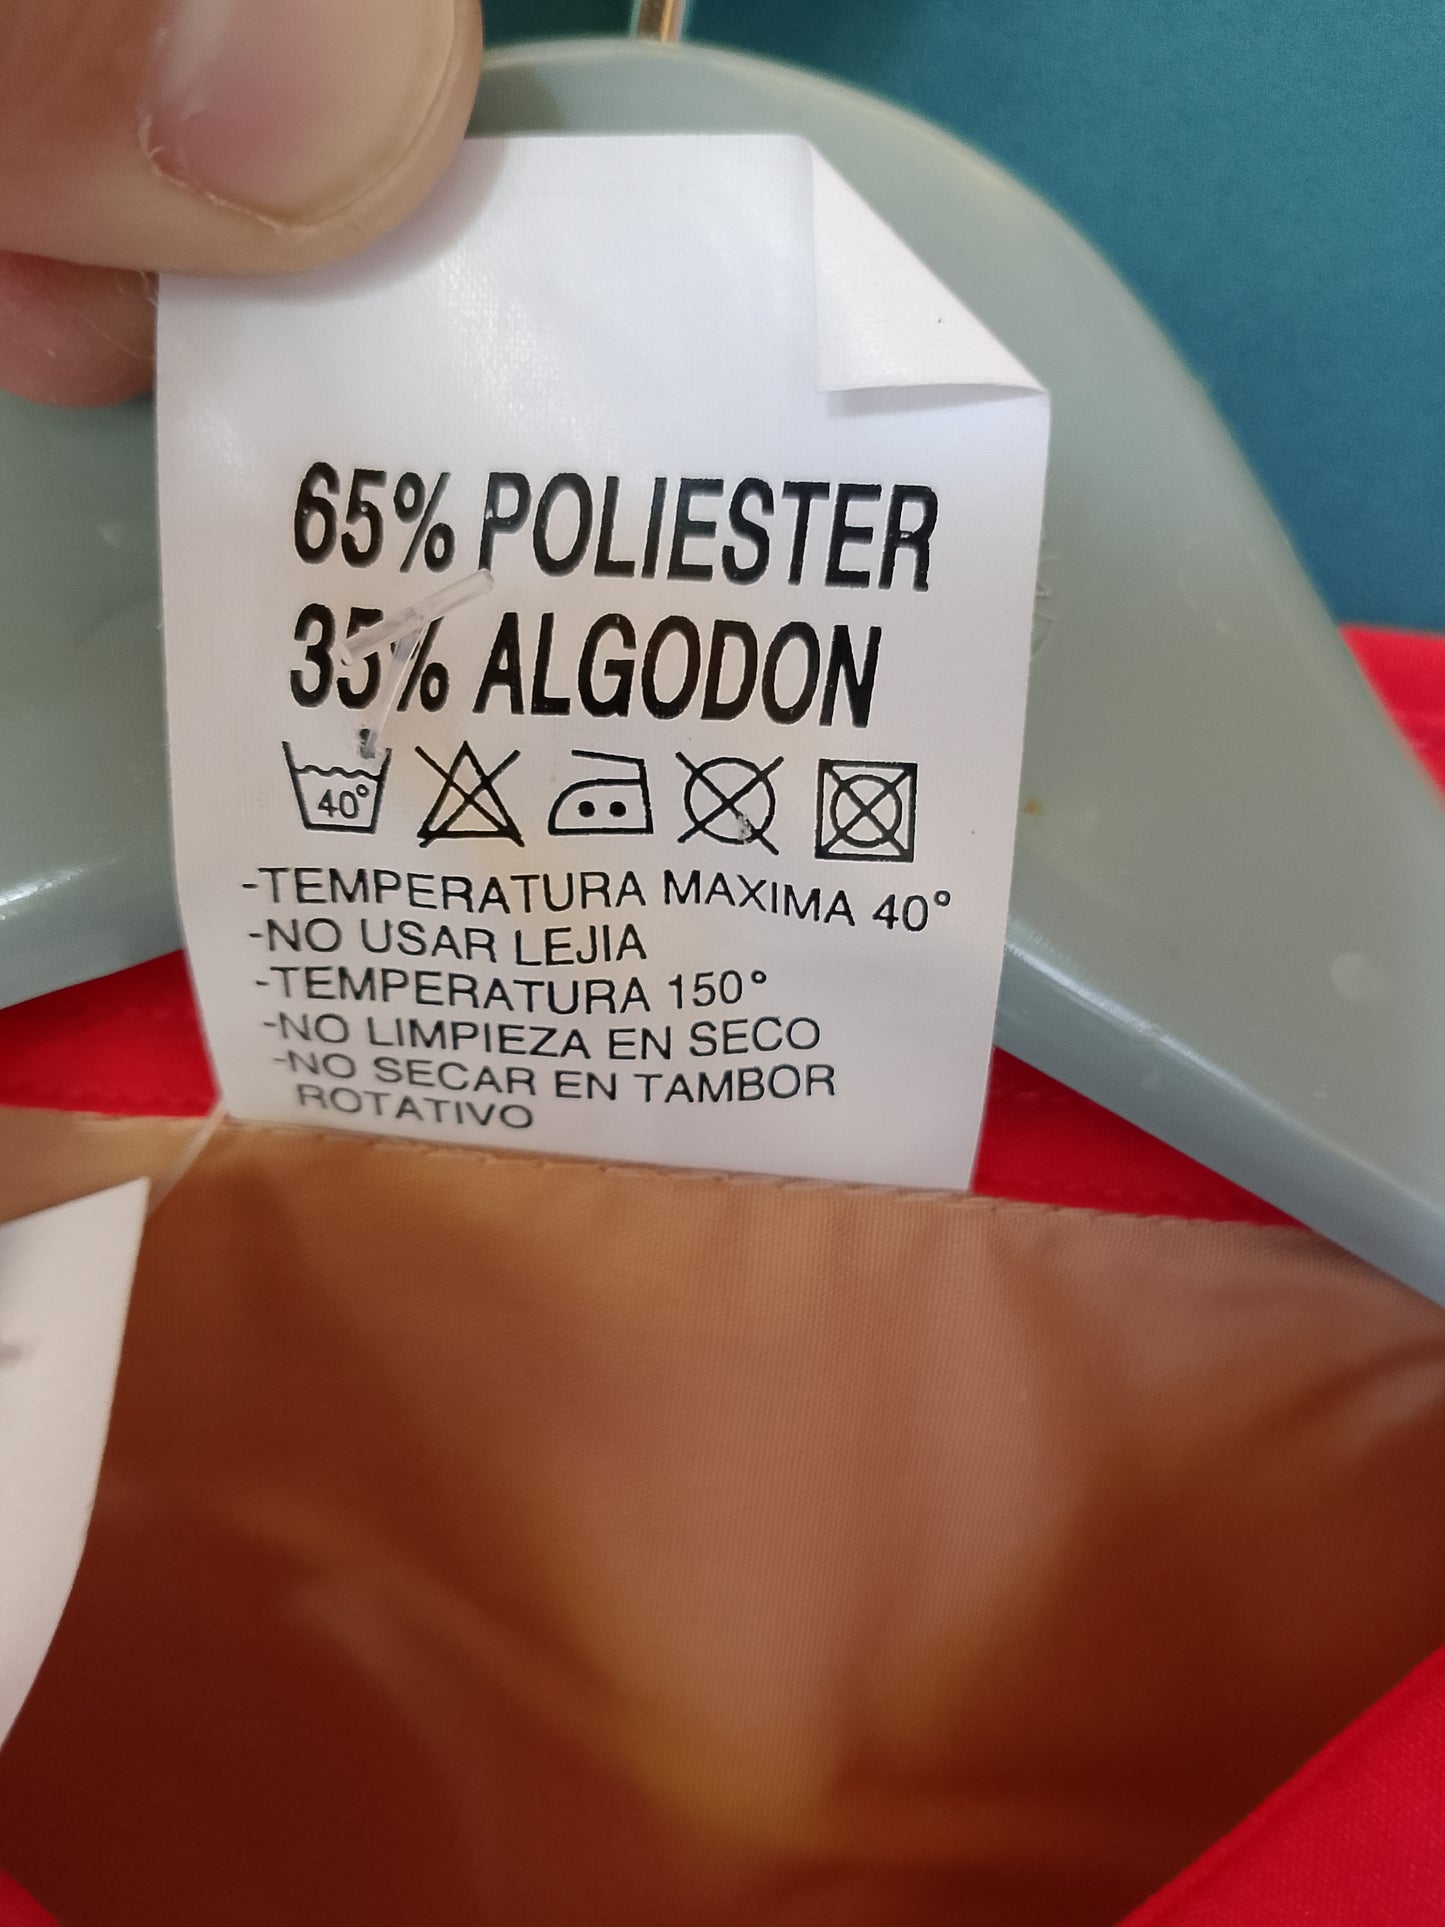 65% POLIESTER
35% ALGODON
40°
-TEMPERATURA MAXIMA 40°
-NO USAR LEJIA
-TEMPERATURA 150°
-NO LIMPIEZA EN SECO
-NO SECAR EN TAMBOR
ROTATIVO